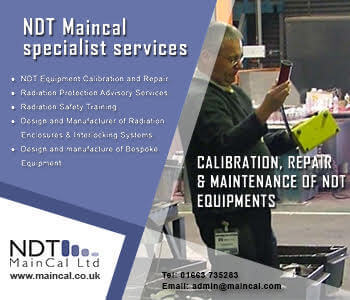 NDT Maincal
specialist services
NDT Equipment Calibration and Repair
Radiation Protection Advisory Services
Radiation Safety Training
Design and Manufacturer of Radiation
Enclosures & Interlocking Systems
Design and manufacture of Bespoke
Equipment
CALIBRATION, REPAIR
& MAINTENANCE OF NDT
EQUIPMENTS
NDT
MainCal Ltd
www.maincal.co.uk
Tel: 01663 735263
Email: admin@maincal.com